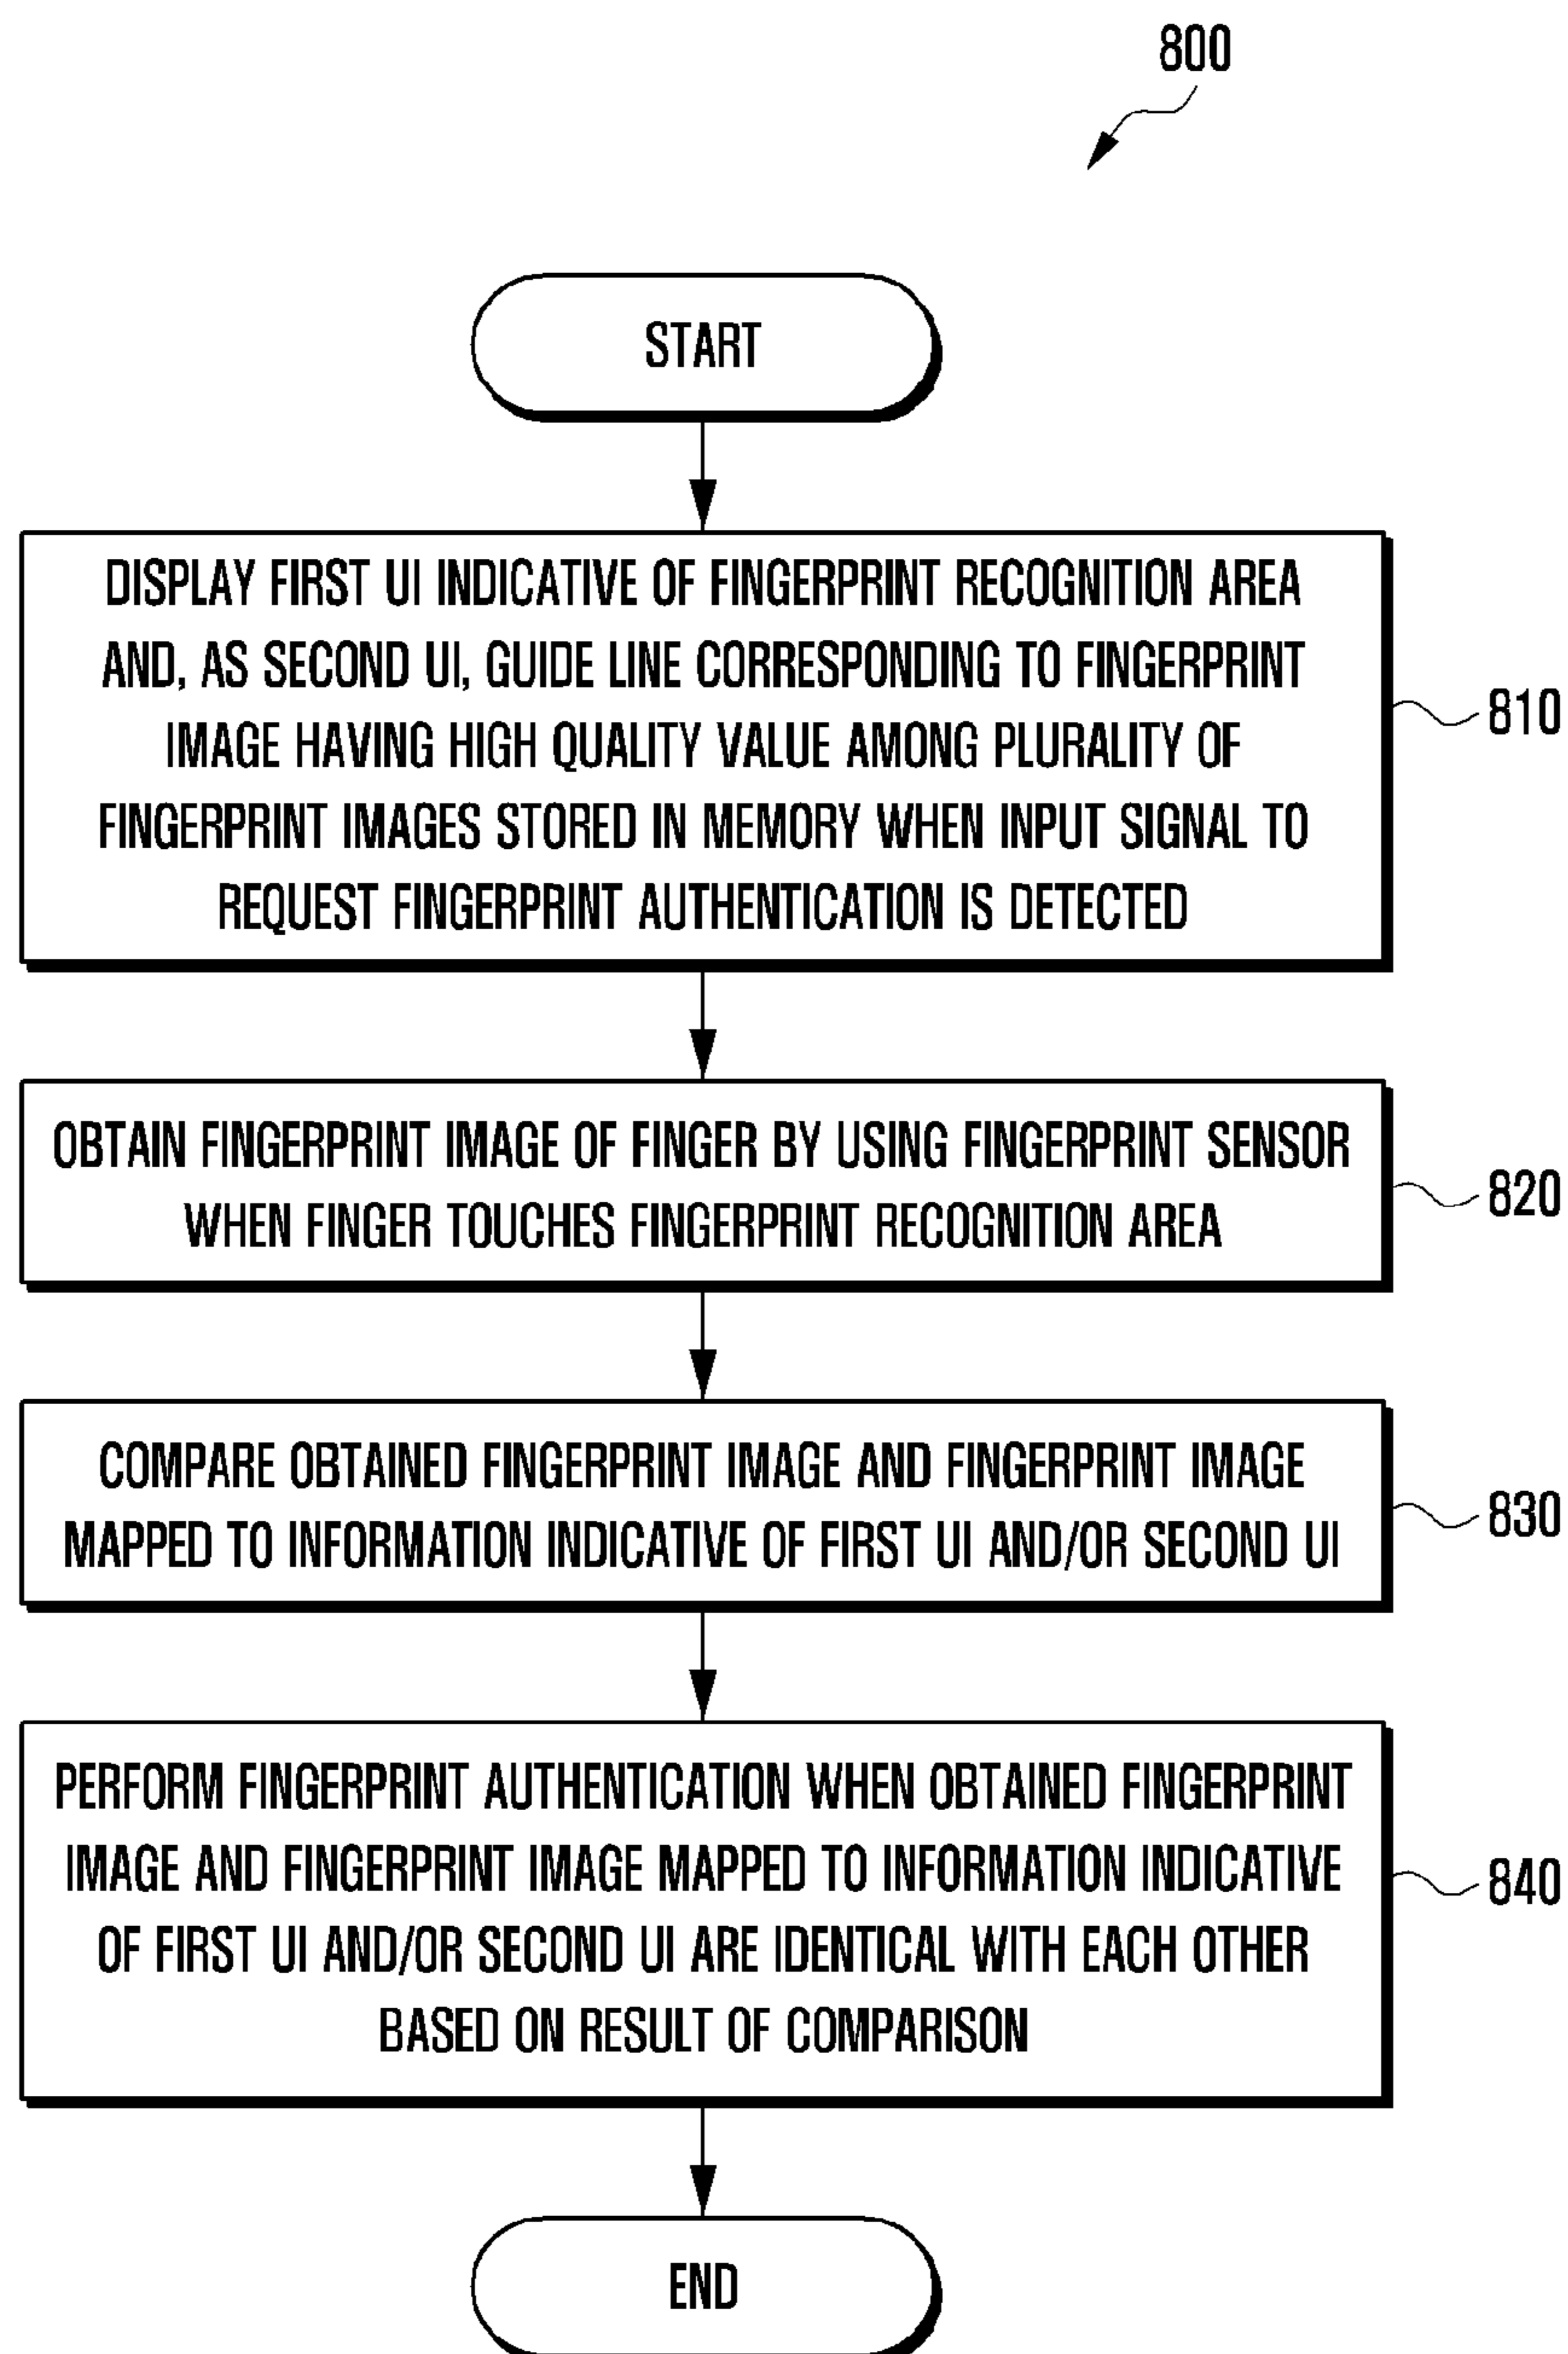 800
START
DISPLAY FIRST UI INDICATIVE OF FINGERPRINT RECOGNITION AREA
AND, AS SECOND UI, GUIDE LINE CORRESPONDING TO FINGERPRINT
IMAGE HAVING HIGH QUALITY VALUE AMONG PLURALITY OF
FINGERPRINT IMAGES STORED IN MEMORY WHEN INPUT SIGNAL TO
REQUEST FINGERPRINT AUTHENTICATION IS DETECTED
810
OBTAIN FINGERPRINT IMAGE OF FINGER BY USING FINGERPRINT SENSOR
WHEN FINGER TOUCHES FINGERPRINT RECOGNITION AREA
820
COMPARE OBTAINED FINGERPRINT IMAGE AND FINGERPRINT IMAGE
MAPPED TO INFORMATION INDICATIVE OF FIRST UI AND/OR SECOND UI
830
PERFORM FINGERPRINT AUTHENTICATION WHEN OBTAINED FINGERPRINT
IMAGE AND FINGERPRINT IMAGE MAPPED TO INFORMATION INDICATIVE
OF FIRST UI AND/OR SECOND UI ARE IDENTICAL WITH EACH OTHER
BASED ON RESULT OF COMPARISON
840
END